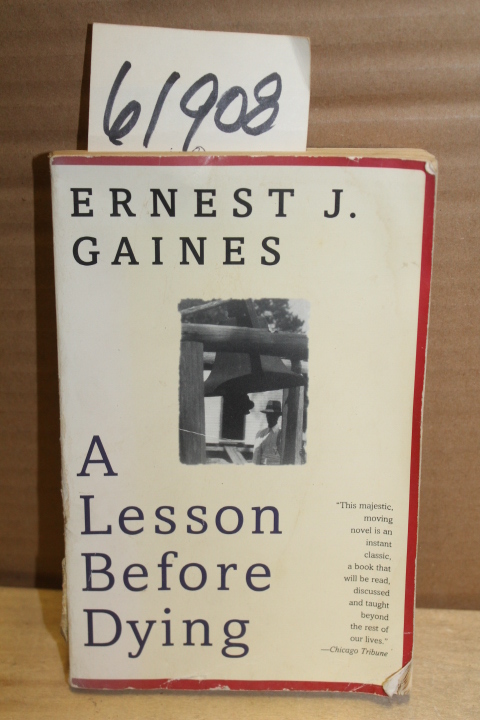 61908
ERNEST J.
GAINES
A
Lesson
Before
Dying
"This majestic,
moving
novel is an
instant
classic,
a book that
will be read,
discussed
and taught
beyond
the rest of
our lives."
—Chicago Tribune